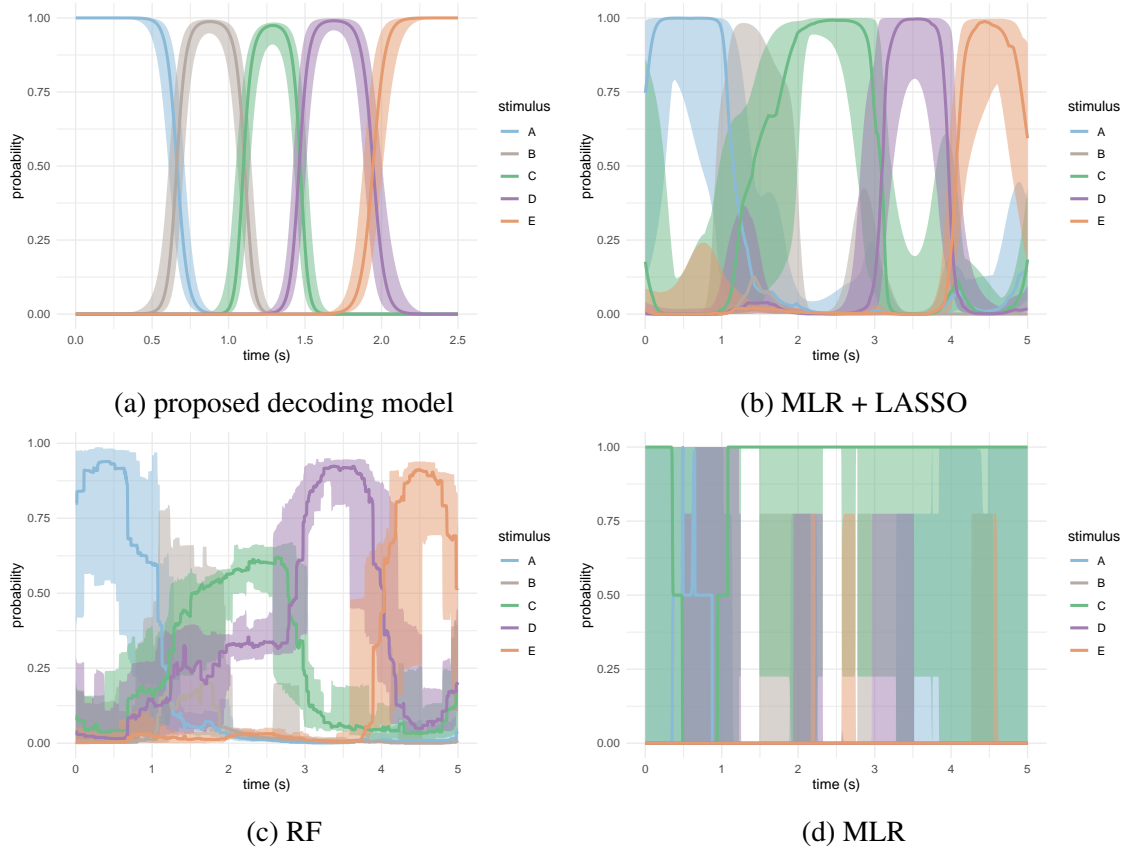 1.00
0.75
0.50
0.25
0.00
probability
0.0 0.5 1.0 1.5 2.0 2.5
time (s)
stimulus
A
B
C
D
E
(a) proposed decoding model
1.00
0.75
0.50
0.25
0.00
probability
0 1 2 3 4 5
time (s)
stimulus
A
B
C
D
E
(b) MLR + LASSO
1.00
0.75
0.50
0.25
0.00
probability
0 1 2 3 4 5
time (s)
stimulus
A
B
C
D
E
(c) RF
1.00
0.75
0.50
0.25
0.00
probability
0 1 2 3 4 5
time (s)
stimulus
A
B
C
D
E
(d) MLR